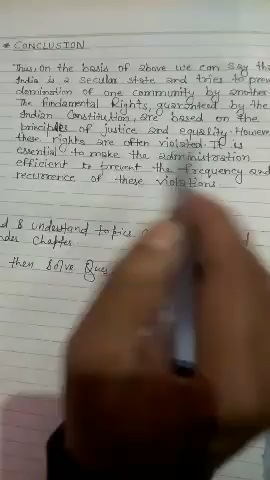 * CONCLUSION
Thus, on the basis of above we can say tha
India is a secular state and tries to prev
domination of one community by another.
The Fundamental Rights, guaranteed by the
Indian Constitution, are based on the
principles of justice and equality. However
these rights are often violated. It is
essential to make the administration
efficient to prevent the frequency and
recurrence of these violations.
d & understand topics
nder Chapter
then Solve Ques